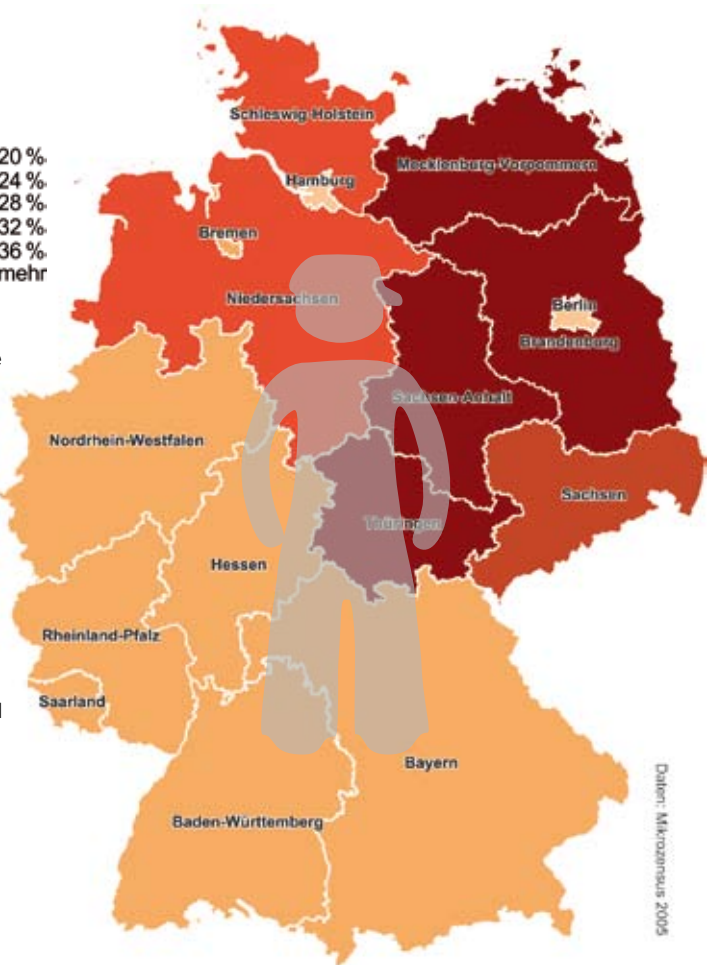 20 %
24 %
28 %
32 %
36 %
mehr
Schleswig-Holstein
Mecklenburg-Vorpommern
Hamburg
Bremen
Niedersachsen
Berlin
Brandenburg
Sachsen-Anhalt
Nordrhein-Westfalen
Sachsen
Thüringen
Hessen
Rheinland-Pfalz
Saarland
Bayern
Baden-Württemberg
Daten: Mikrozensus 2005